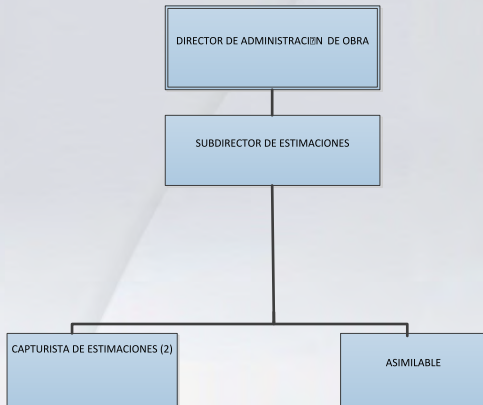 DIRECTOR DE ADMINISTRACI▯▯N DE OBRA
SUBDIRECTOR DE ESTIMACIONES
CAPTURISTA DE ESTIMACIONES (2)
ASIMILABLE